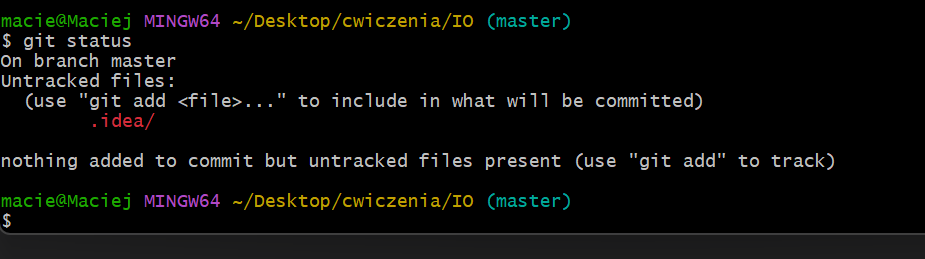 macie@Maciej MINGW64 ~/Desktop/cwiczenia/IO (master)
$ git status
On branch master
Untracked files:
  (use "git add <file>..." to include in what will be committed)
        .idea/

nothing added to commit but untracked files present (use "git add" to track)

macie@Maciej MINGW64 ~/Desktop/cwiczenia/IO (master)
$